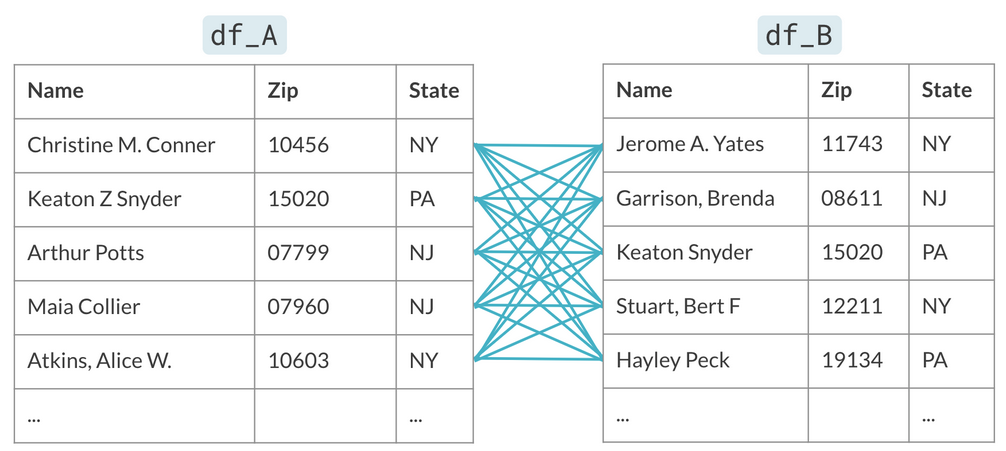 df_A
Name Zip State
Christine M. Conner 10456 NY
Keaton Z Snyder 15020 PA
Arthur Potts 07799 NJ
Maia Collier 07960 NJ
Atkins, Alice W. 10603 NY
... ...
df_B
Name Zip State
Jerome A. Yates 11743 NY
Garrison, Brenda 08611 NJ
Keaton Snyder 15020 PA
Stuart, Bert F 12211 NY
Hayley Peck 19134 PA
... ...